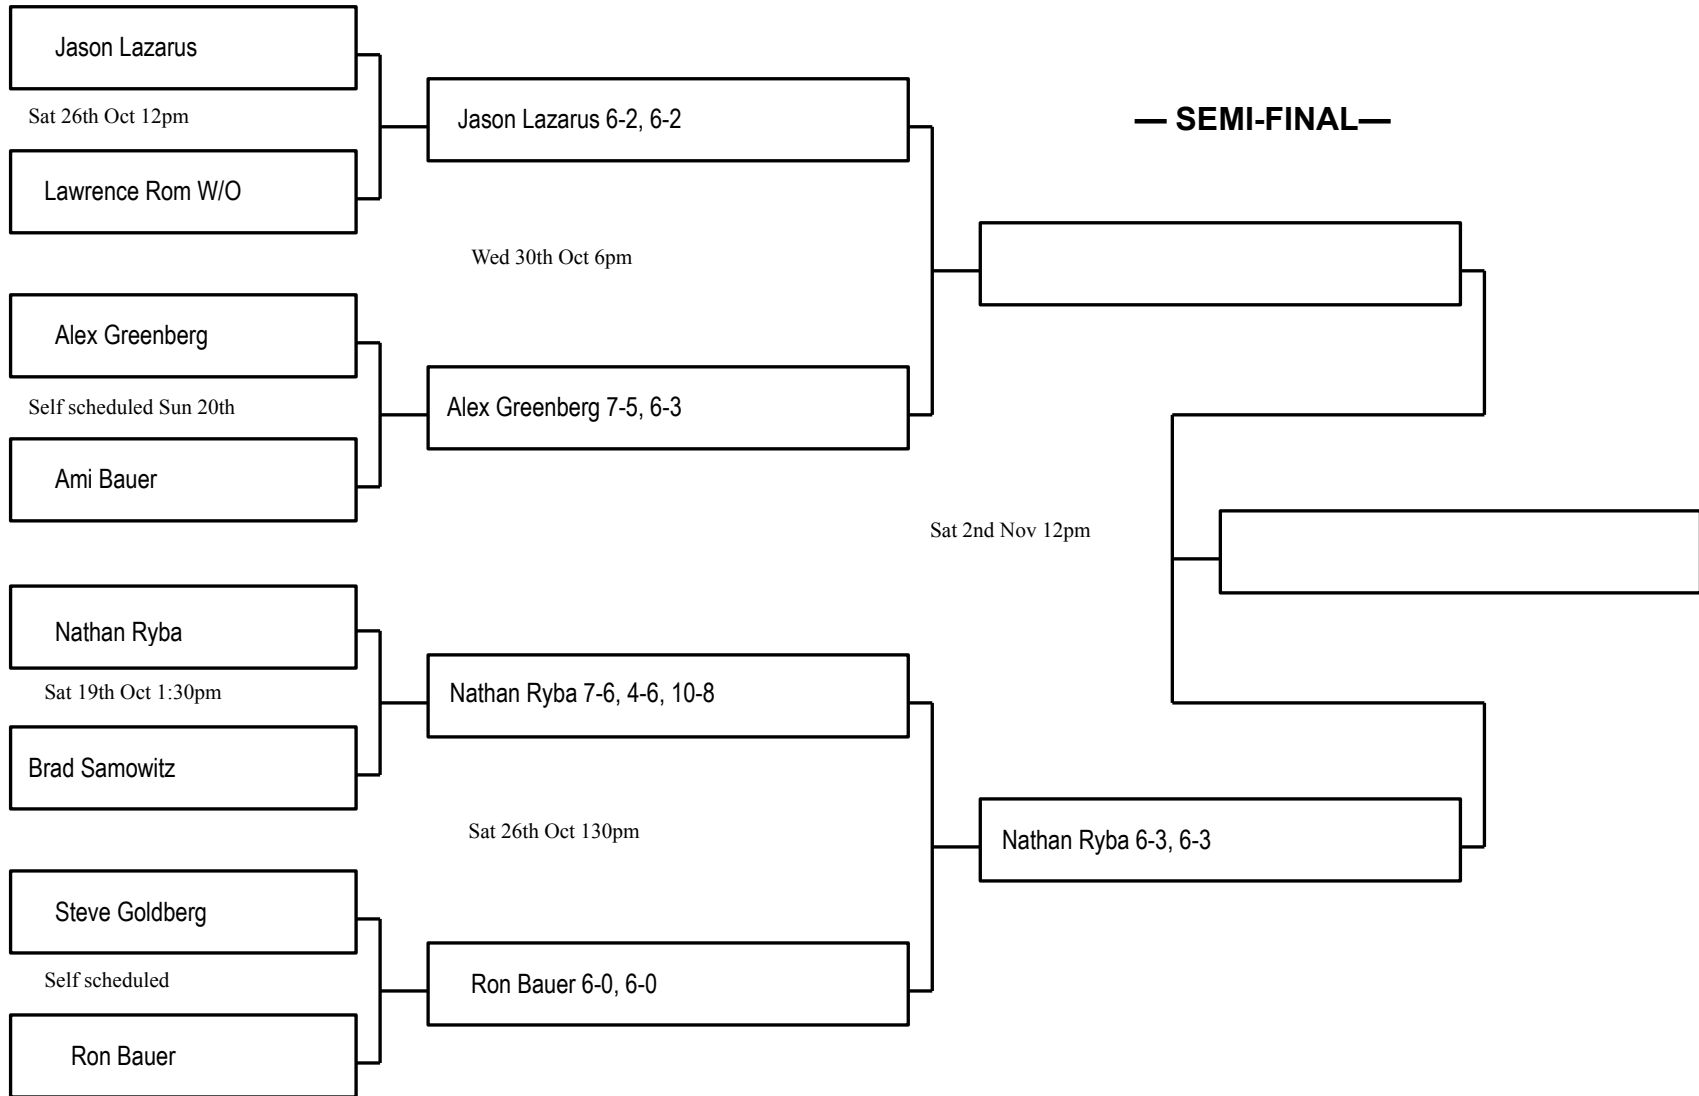 Jason Lazarus
Sat 26th Oct 12pm
Lawrence Rom W/O
Alex Greenberg
Self scheduled Sun 20th
Ami Bauer
Nathan Ryba
Sat 19th Oct 1:30pm
Brad Samowitz
Steve Goldberg
Self scheduled
Ron Bauer
Jason Lazarus 6-2, 6-2
Wed 30th Oct 6pm
Alex Greenberg 7-5, 6-3
Nathan Ryba 7-6, 4-6, 10-8
Sat 26th Oct 130pm
Ron Bauer 6-0, 6-0
— SEMI-FINAL—
Sat 2nd Nov 12pm
Nathan Ryba 6-3, 6-3